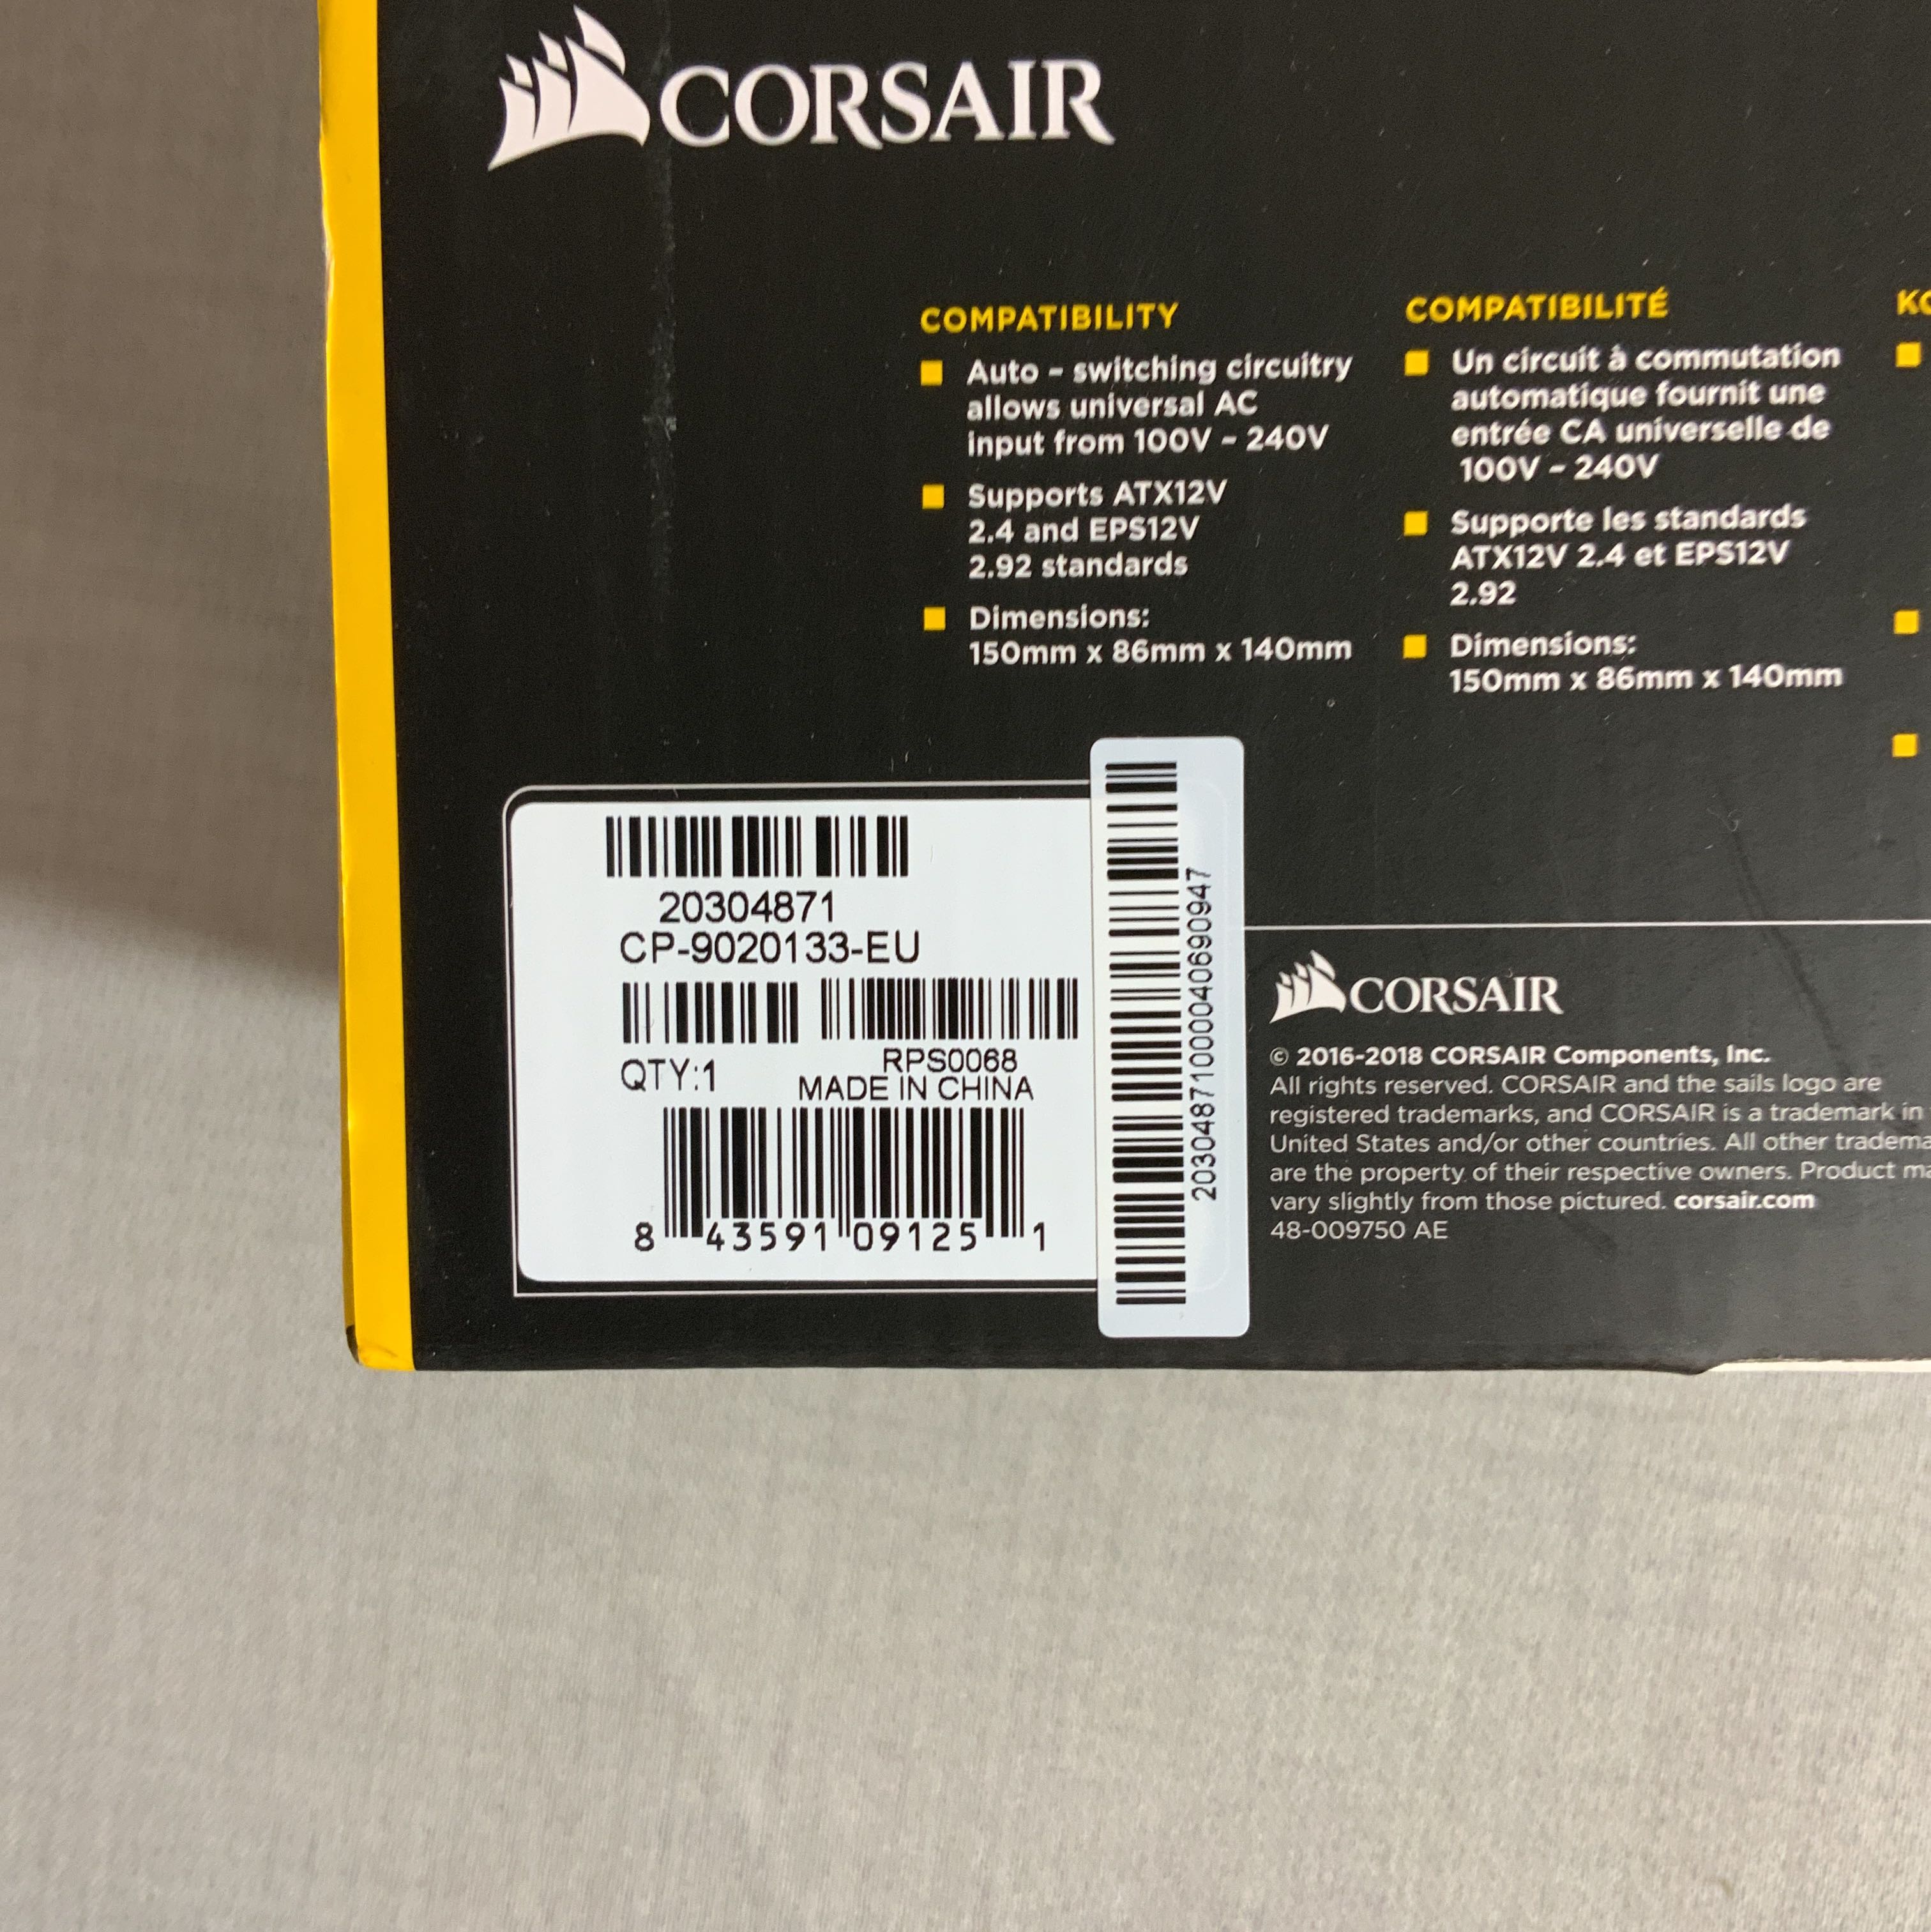 CORSAIR
COMPATIBILITY
Auto – switching circuitry
allows universal AC
input from 100V – 240V
Supports ATX12V
2.4 and EPS12V
2.92 standards
Dimensions:
150mm x 86mm x 140mm
COMPATIBILITÉ
Un circuit à commutation
automatique fournit une
entrée CA universelle de
100V – 240V
Supporte les standards
ATX12V 2.4 et EPS12V
2.92
Dimensions:
150mm x 86mm x 140mm
20304871
CP-9020133-EU
QTY:1
RPS0068
MADE IN CHINA
8 43591 09125 1
20304871000040690947
CORSAIR
© 2016-2018 CORSAIR Components, Inc.
All rights reserved. CORSAIR and the sails logo are
registered trademarks, and CORSAIR is a trademark in
United States and/or other countries. All other tradema
are the property of their respective owners. Product ma
vary slightly from those pictured. corsair.com
48-009750 AE